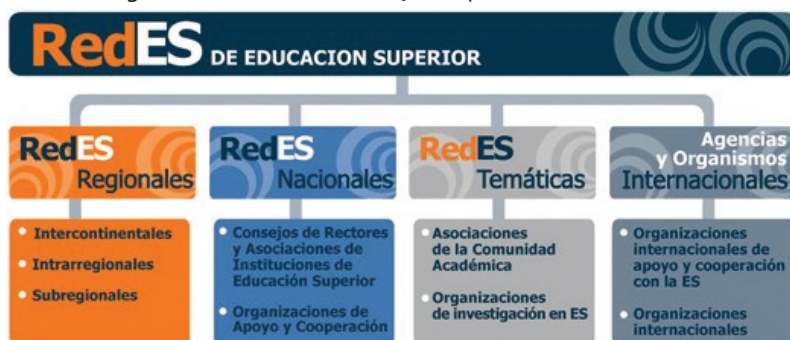 RedES DE EDUCACION SUPERIOR
RedES
Regionales
• Intercontinentales
• Intrarregionales
• Subregionales
RedES
Nacionales
• Consejos de Rectores
y Asociaciones de
Instituciones de
Educación Superior
• Organizaciones de
Apoyo y Cooperación
RedES
Temáticas
• Asociaciones
de la Comunidad
Académica
• Organizaciones
de investigación en ES
Agencias
y Organismos
Internacionales
• Organizaciones
internacionales de
apoyo y cooperación
con la ES
• Organizaciones
internacionales